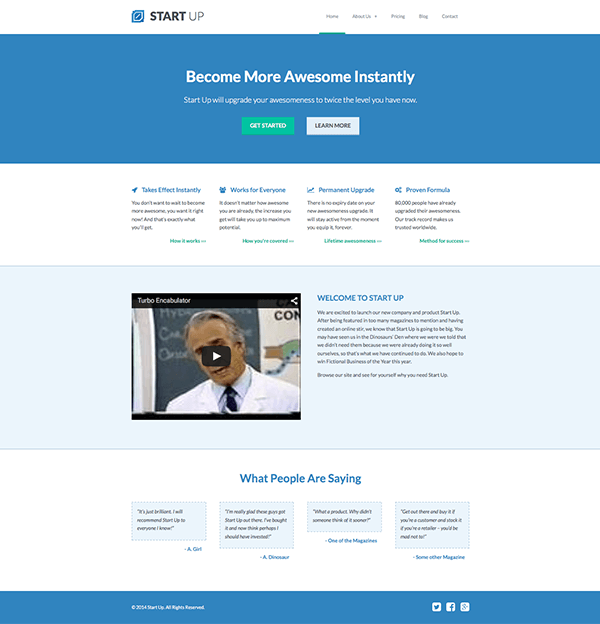 START UP
Home About Us Pricing Blog Contact
Become More Awesome Instantly
Start Up will upgrade your awesomeness to twice the level you have now.
GET STARTED LEARN MORE
Takes Effect Instantly
You don't want to wait to become
more awesome, you want it right
now! And that's exactly what
you'll get.
How it works >>
Works for Everyone
It doesn't matter how awesome
you are already, the increase you
get will take you up to maximum
potential.
How you're covered >>
Permanent Upgrade
There is no expiry date on your
new awesomeness upgrade. It
will stay active from the moment
you equip it, forever.
Lifetime awesomeness >>
Proven Formula
80,000 people have already
upgraded their awesomeness.
Our track record makes us
trusted worldwide.
Method for success >>
Turbo Encabulator
WELCOME TO START UP
We are excited to launch our new company and product Start Up.
After being featured in too many magazines to mention and having
created an online stir, we know that Start Up is going to be big. You
may have seen us in the Dinosaurs' Den where we were we told that
we didn't need them because we were already doing it so well
ourselves, so that's what we have continued to do. We also hope to
win Fictional Business of the Year this year.
Browse our site and see for yourself why you need Start Up.
What People Are Saying
"It's just brilliant. I will
recommend Start Up to
everyone I know!"
- A. Girl
"I'm really glad these guys got
Start Up out there. I've bought
it and now think perhaps I
should have invested!"
- A. Dinosaur
"What a product. Why didn't
someone think of it sooner?"
- One of the Magazines
"Get out there and buy it if
you're a customer and stock it
if you're a retailer – you'd be
mad not to!"
- Some other Magazine
© 2014 Start Up. All Rights Reserved.